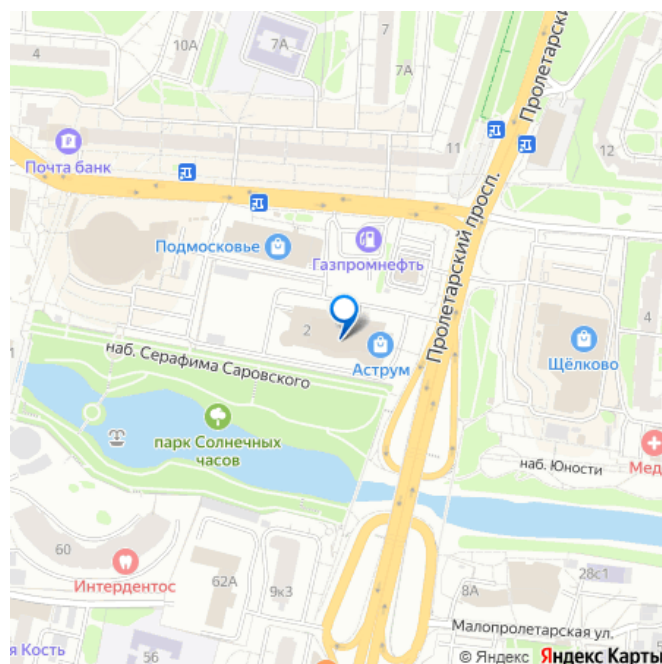 4
10А
7А
7
7А
Пролетарский
12
11
Почта банк
Подмосковье
Газпромнефть
Пролетарский просп.
4
2
Аструм
Щёлково
наб. Серафима Саровского
парк Солнечных
часов
наб. Юности
Мед
60
Интердентос
62А
9к3
28с1
8А
Малопролетарская ул.
я Кость
56
© Яндекс Яндекс Карты